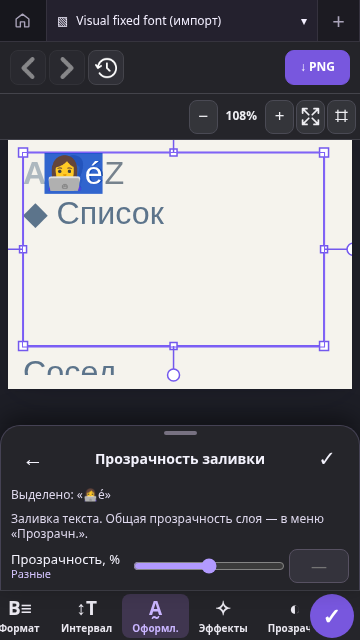 Visual fixed font (импорт)
↓ PNG
− 108% +
A👩‍💻éZ
◆ Список
Сосед
← Прозрачность заливки ✓
Выделено: «👩‍💻é»
Заливка текста. Общая прозрачность слоя — в меню
«Прозрачн.».
Прозрачность, %
Разные
—
Формат Интервал Оформл. Эффекты Прозрач